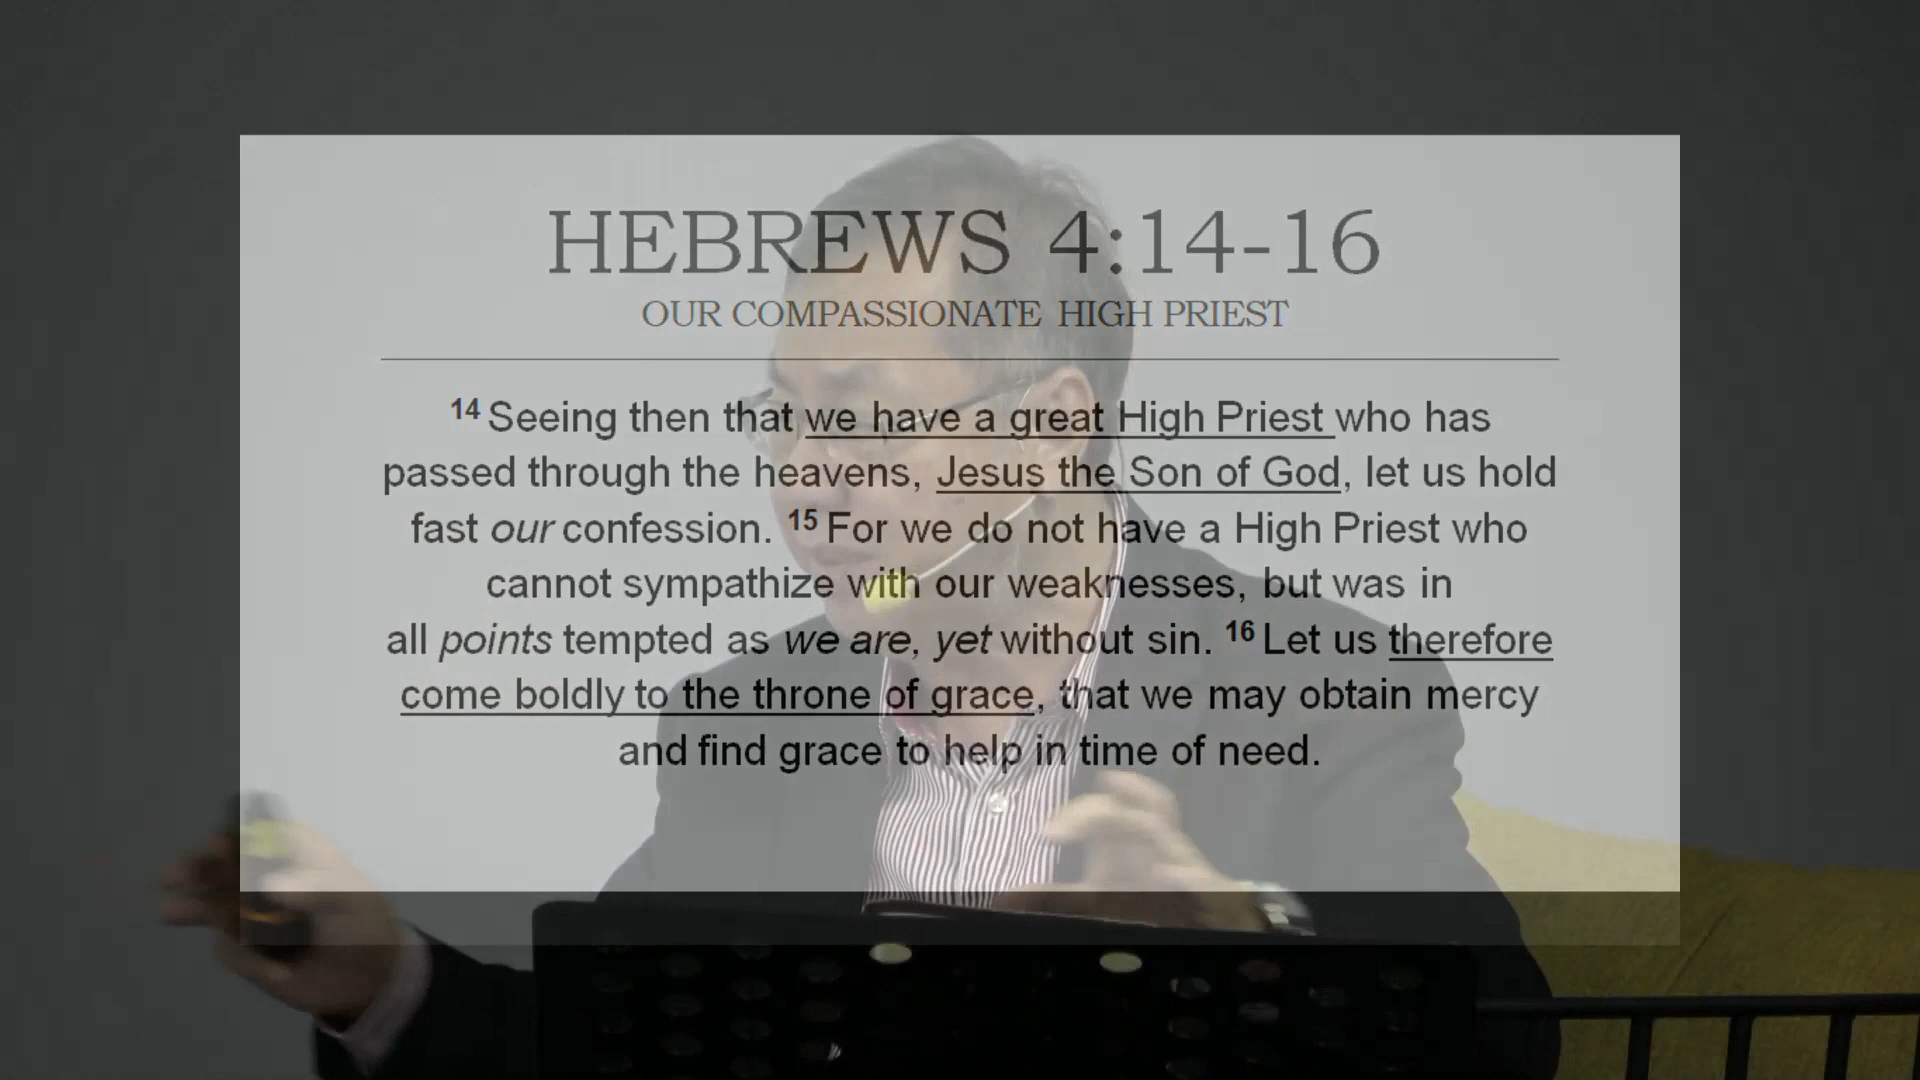 HEBREWS 4:14-16
OUR COMPASSIONATE HIGH PRIEST
14 Seeing then that we have a great High Priest who has
passed through the heavens, Jesus the Son of God, let us hold
fast our confession. 15 For we do not have a High Priest who
cannot sympathize with our weaknesses, but was in
all points tempted as we are, yet without sin. 16 Let us therefore
come boldly to the throne of grace, that we may obtain mercy
and find grace to help in time of need.